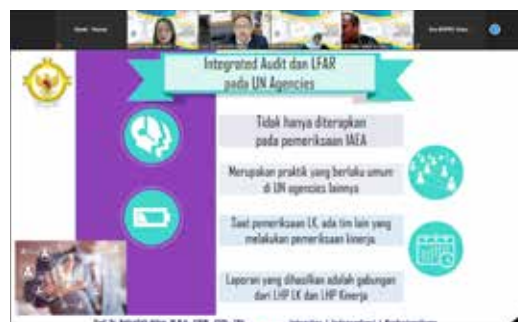 Integrated Audit dan LFAR
pada UN Agencies
Tidak hanya diterapkan
pada pemeriksaan IAEA
Merupakan praktik yang berlaku umum
di UN agencies lainnya
Saat pemeriksaan LK, ada tim lain yang
melakukan pemeriksaan kinerja
Laporan yang dihasilkan adalah gabungan
dari LHP LK dan LHP Kinerja